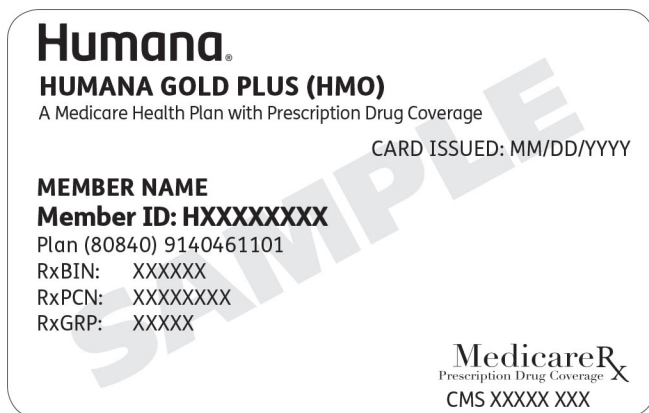 Humana®
HUMANA GOLD PLUS (HMO)
A Medicare Health Plan with Prescription Drug Coverage
CARD ISSUED: MM/DD/YYYY
MEMBER NAME
Member ID: HXXXXXXXX
Plan (80840) 9140461101
RxBIN: XXXXXX
RxPCN: XXXXXXXX
RxGRP: XXXXX
SAMPLE
MedicareRx
Prescription Drug Coverage
CMS XXXXX XXX